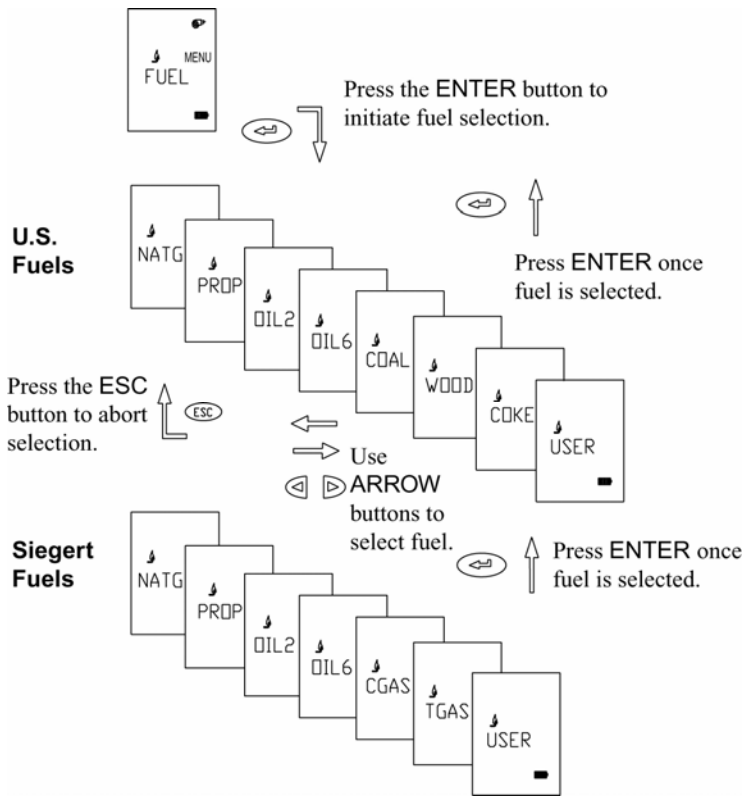 MENU
FUEL
Press the ENTER button to
initiate fuel selection.
U.S.
Fuels
NATG
PROP
OIL2
OIL6
COAL
WOOD
COKE
USER
Press ENTER once
fuel is selected.
Press the ESC
button to abort
selection.
ESC
Use
ARROW
buttons to
select fuel.
Siegert
Fuels
NATG
PROP
OIL2
OIL6
CGAS
TGAS
USER
Press ENTER once
fuel is selected.